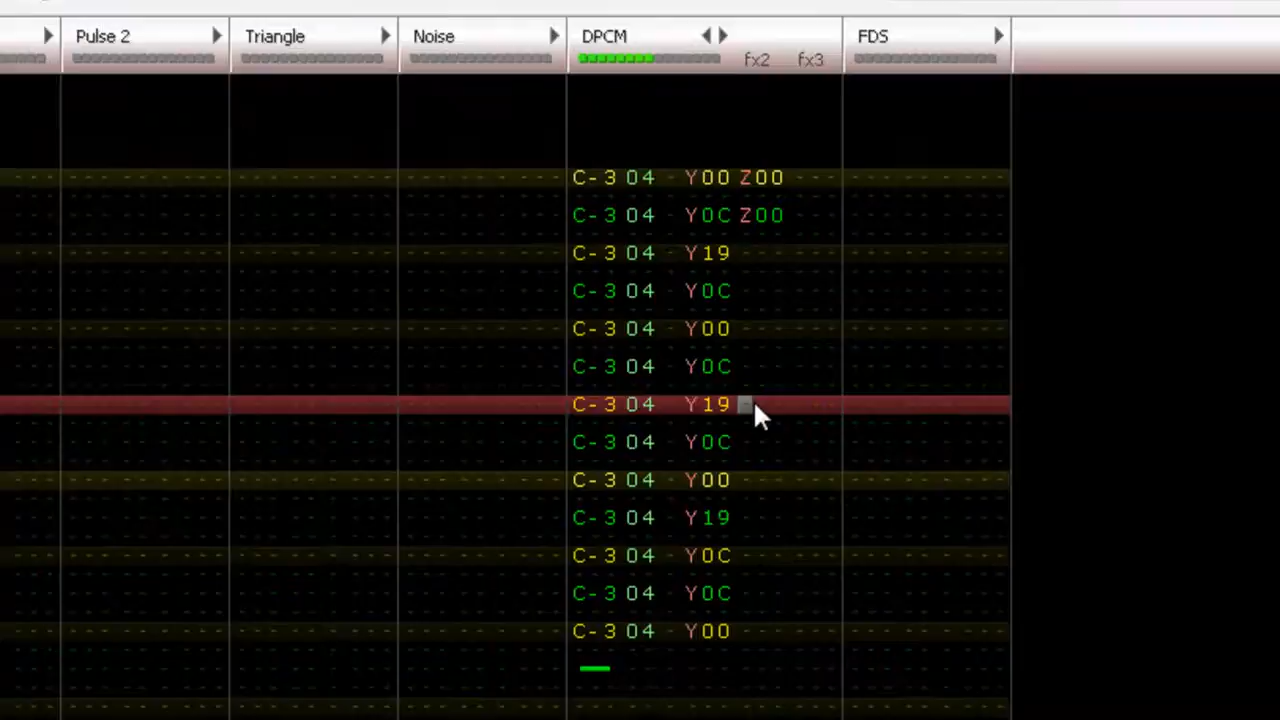 Pulse 2 Triangle Noise DPCM FDS
fx2 fx3
C-3 04 Y00 Z00
C-3 04 Y0C Z00
C-3 04 Y19
C-3 04 Y0C
C-3 04 Y00
C-3 04 Y0C
C-3 04 Y19
C-3 04 Y0C
C-3 04 Y00
C-3 04 Y19
C-3 04 Y0C
C-3 04 Y0C
C-3 04 Y00